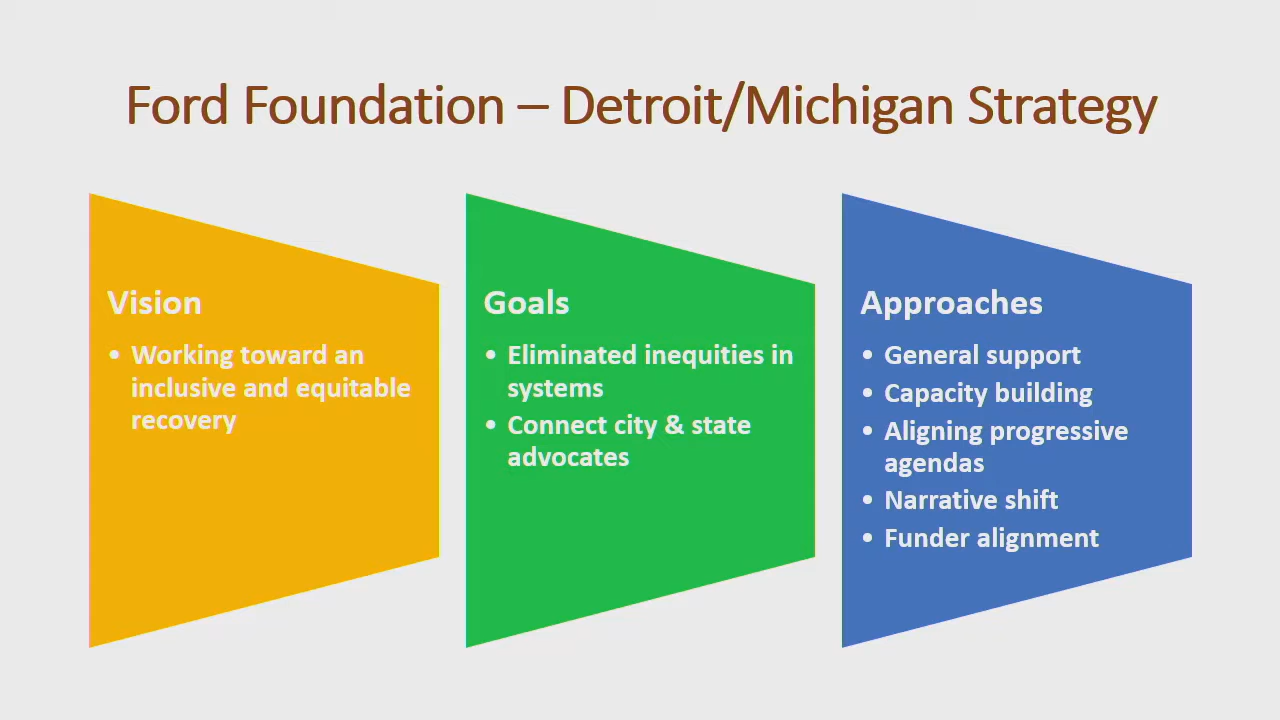 Ford Foundation – Detroit/Michigan Strategy
Vision
• Working toward an
inclusive and equitable
recovery
Goals
• Eliminated inequities in
systems
• Connect city & state
advocates
Approaches
• General support
• Capacity building
• Aligning progressive
agendas
• Narrative shift
• Funder alignment